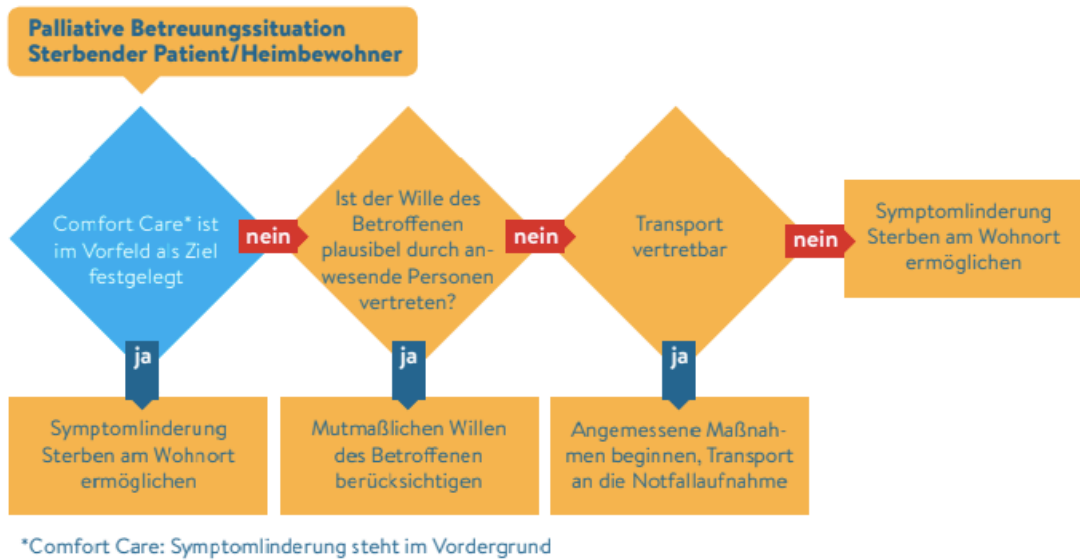 Palliative Betreuungssituation
Sterbender Patient/Heimbewohner
Comfort Care* ist
im Vorfeld als Ziel
festgelegt
nein
Ist der Wille des
Betroffenen
plausibel durch an-
wesende Personen
vertreten?
nein
Transport
vertretbar
nein
Symptomlinderung
Sterben am Wohnort
ermöglichen
ja
ja
ja
Symptomlinderung
Sterben am Wohnort
ermöglichen
Mutmaßlichen Willen
des Betroffenen
berücksichtigen
Angemessene Maßnah-
men beginnen, Transport
an die Notfallaufnahme
*Comfort Care: Symptomlinderung steht im Vordergrund